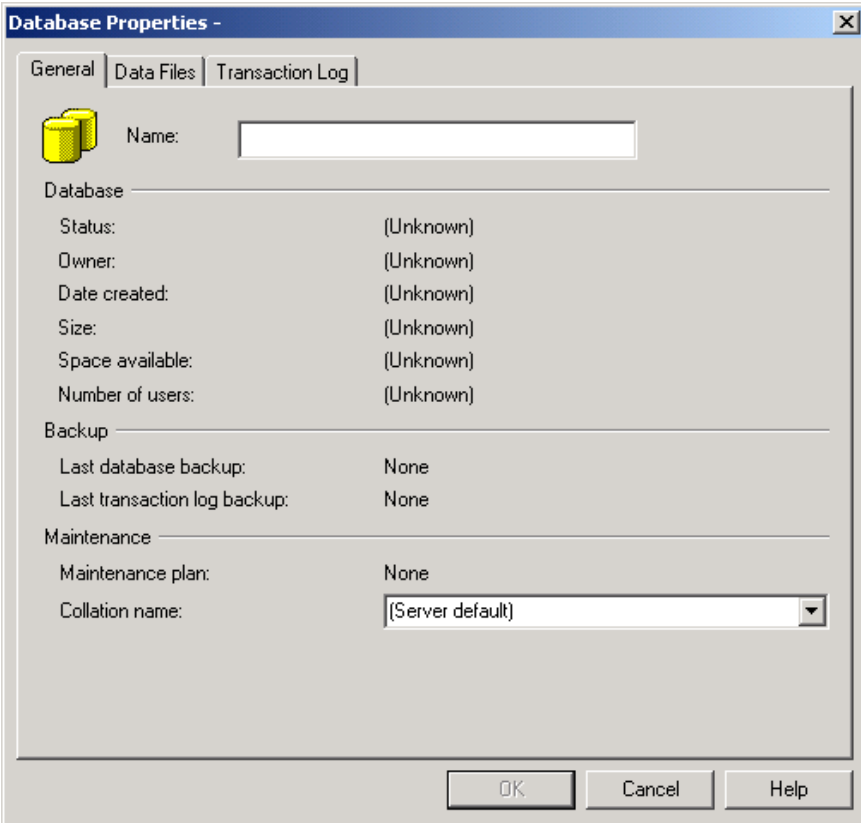 Database Properties -
General Data Files Transaction Log
Name:
Database
Status: (Unknown)
Owner: (Unknown)
Date created: (Unknown)
Size: (Unknown)
Space available: (Unknown)
Number of users: (Unknown)
Backup
Last database backup: None
Last transaction log backup: None
Maintenance
Maintenance plan: None
Collation name: (Server default)
OK Cancel Help